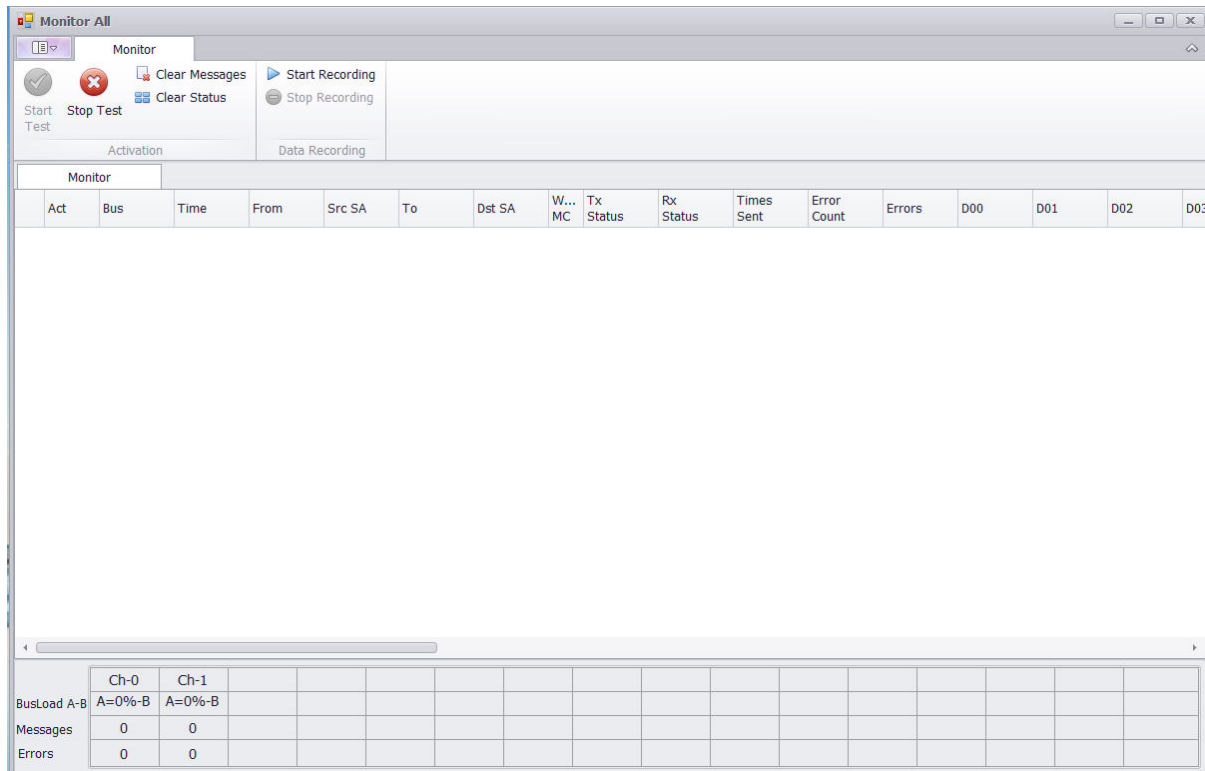 Monitor All
Monitor
Clear Messages
Start Recording
Clear Status
Stop Recording
Start
Test
Stop Test
Activation
Data Recording
Monitor
Act Bus Time From Src SA To Dst SA W... MC Tx Status Rx Status Times Sent Error Count Errors D00 D01 D02 D03
Ch-0 Ch-1
BusLoad A-B A=0%-B A=0%-B
Messages 0 0
Errors 0 0